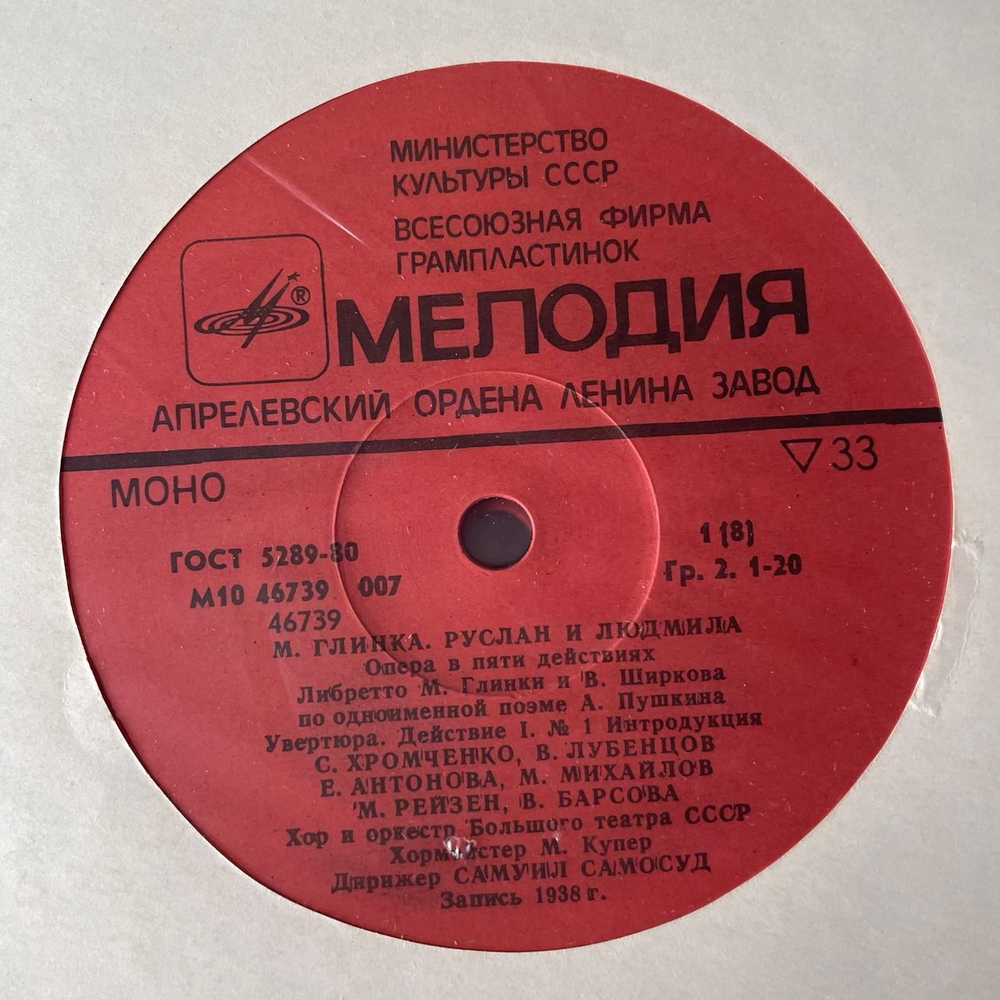 МИНИСТЕРСТВО
КУЛЬТУРЫ СССР
ВСЕСОЮЗНАЯ ФИРМА
ГРАМПЛАСТИНОК
®
МЕЛОДИЯ
АПРЕЛЕВСКИЙ ОРДЕНА ЛЕНИНА ЗАВОД
МОНО
▽33
ГОСТ 5289-80
1 (8)
М10 46739 007
Гр. 2. 1-20
46739
М. ГЛИНКА. РУСЛАН И ЛЮДМИЛА
Опера в пяти действиях
Либретто М. Глинки и В. Ширкова
по одноименной поэме А. Пушкина
Увертюра. Действие I. № 1 Интродукция
С. ХРОМЧЕНКО, В. ЛУБЕНЦОВ
Е. АНТОНОВА, М. МИХАЙЛОВ
М. РЕЙЗЕН, В. БАРСОВА
Хор и оркестр Большого театра СССР
Хормейстер М. Купер
Дирижер САМУИЛ САМОСУД
Запись 1938 г.